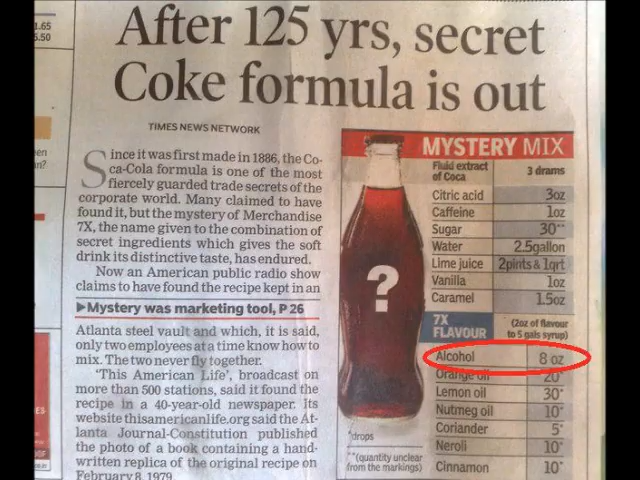 1.65
5.50
After 125 yrs, secret
Coke formula is out
TIMES NEWS NETWORK
Since it was first made in 1886, the Co-
ca-Cola formula is one of the most
fiercely guarded trade secrets of the
corporate world. Many claimed to have
found it, but the mystery of Merchandise
7X, the name given to the combination of
secret ingredients which gives the soft
drink its distinctive taste, has endured.
Now an American public radio show
claims to have found the recipe kept in an
▶Mystery was marketing tool, P 26
Atlanta steel vault and which, it is said,
only two employees at a time know how to
mix. The two never fly together.
'This American Life', broadcast on
more than 500 stations, said it found the
recipe in a 40-year-old newspaper. Its
website thisamericanlife.org said the At-
lanta Journal-Constitution published
the photo of a book containing a hand-
written replica of the original recipe on
February 8, 1979.
MYSTERY MIX
Fluid extract
of Coca 3 drams
Citric acid 3oz
Caffeine 1oz
Sugar 30**
Water 2.5gallon
Lime juice 2pints & 1qrt
Vanilla 1oz
Caramel 1.5oz
7X
FLAVOUR
(2oz of flavour
to 5 gals syrup)
Alcohol 8 oz
Orange oil 20*
Lemon oil 30*
Nutmeg oil 10*
Coriander 5*
Neroli 10*
Cinnamon 10*
?
*drops
**(quantity unclear
from the markings)